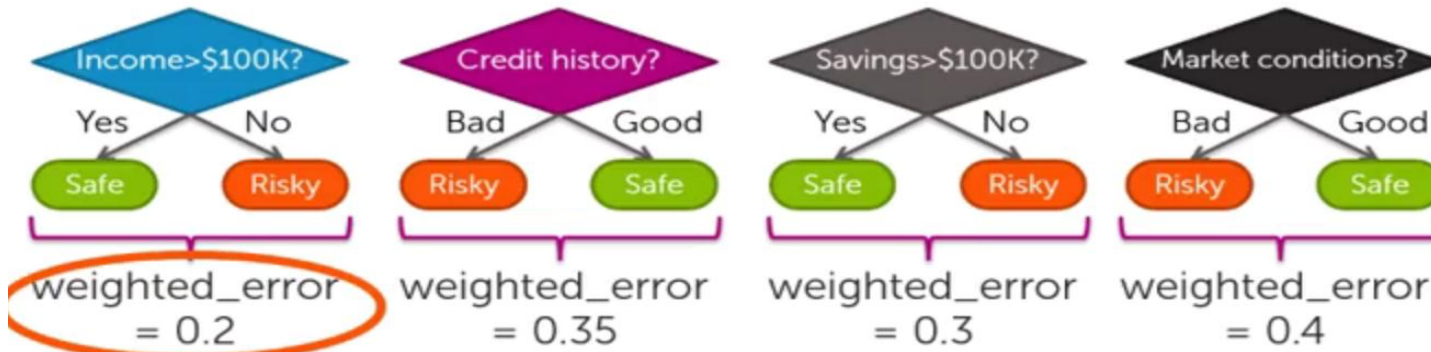 Income>$100K?
Credit history?
Savings>$100K?
Market conditions?
Yes No
Bad Good
Yes No
Bad Good
Safe Risky
Risky Safe
Safe Risky
Risky Safe
weighted_error
= 0.2
weighted_error
= 0.35
weighted_error
= 0.3
weighted_error
= 0.4